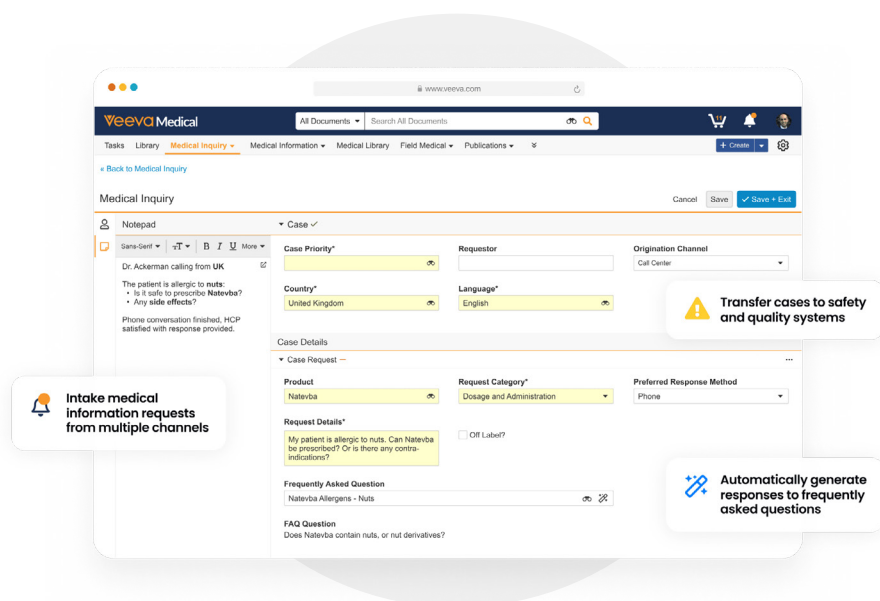 www.veeva.com
Veeva Medical
All Documents
Search All Documents
Tasks
Library
Medical Inquiry
Medical Information
Medical Library
Field Medical
Publications
+ Create
« Back to Medical Inquiry
Medical Inquiry
Cancel
Save
Save + Exit
Notepad
Sans-Serif
TT
B
I
U
More
Dr. Ackerman calling from UK
The patient is allergic to nuts:
• Is it safe to prescribe Natevba?
• Any side effects?
Phone conversation finished, HCP
satisfied with response provided.
Case
Case Priority*
Requestor
Origination Channel
Call Center
Country*
United Kingdom
Language*
English
Case Details
Case Request
Product
Natevba
Request Category*
Dosage and Administration
Preferred Response Method
Phone
Request Details*
My patient is allergic to nuts. Can Natevba
be prescribed? Or is there any contra-
indications?
Off Label?
Frequently Asked Question
Natevba Allergens - Nuts
FAQ Question
Does Natevba contain nuts, or nut derivatives?
Intake medical
information requests
from multiple channels
Transfer cases to safety
and quality systems
Automatically generate
responses to frequently
asked questions